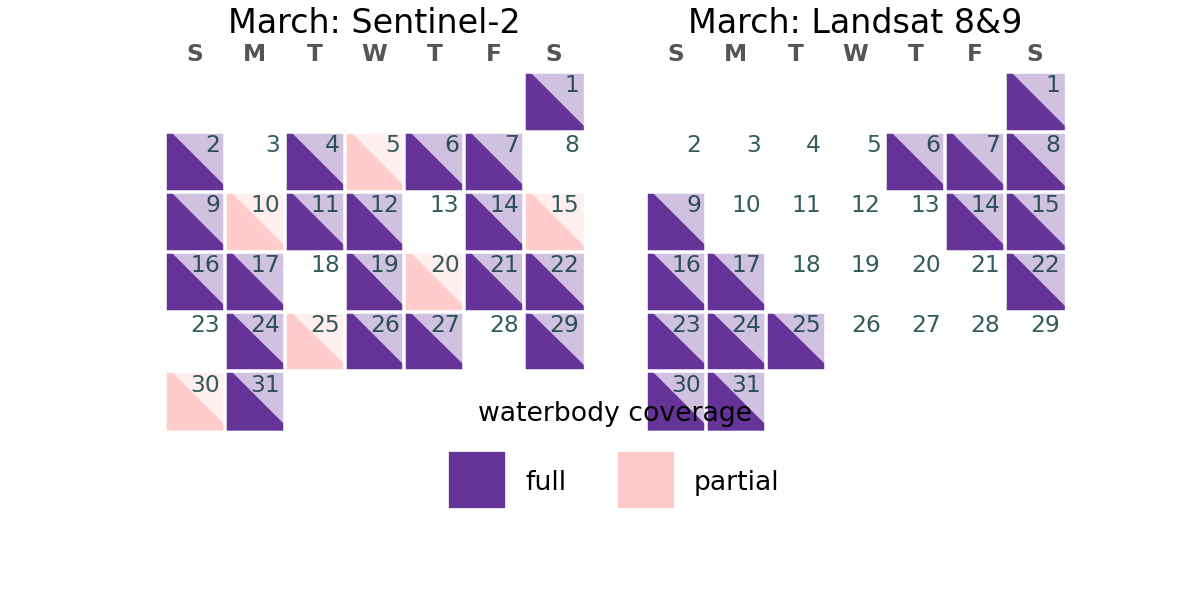 March: Sentinel-2
S M T W T F S
1
2 3 4 5 6 7 8
9 10 11 12 13 14 15
16 17 18 19 20 21 22
23 24 25 26 27 28 29
30 31
March: Landsat 8&9
S M T W T F S
1
2 3 4 5 6 7 8
9 10 11 12 13 14 15
16 17 18 19 20 21 22
23 24 25 26 27 28 29
30 31
waterbody coverage
full partial